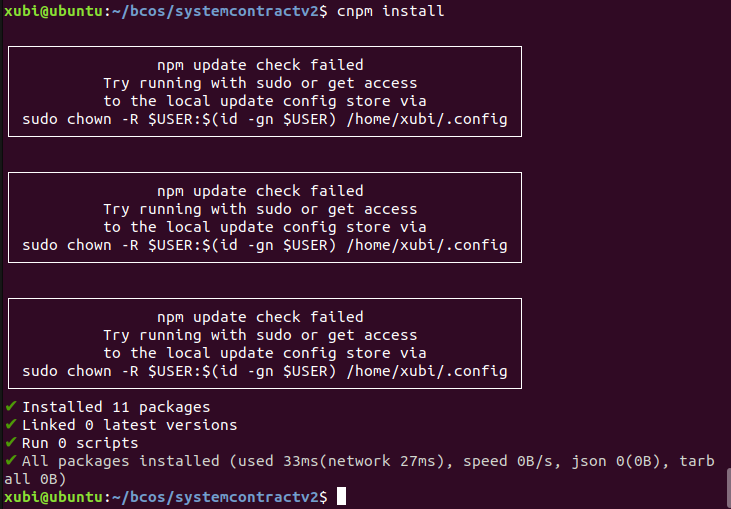 xubi@ubuntu:~/bcos/systemcontractv2$ cnpm install
npm update check failed
Try running with sudo or get access
to the local update config store via
sudo chown -R $USER:$(id -gn $USER) /home/xubi/.config
npm update check failed
Try running with sudo or get access
to the local update config store via
sudo chown -R $USER:$(id -gn $USER) /home/xubi/.config
npm update check failed
Try running with sudo or get access
to the local update config store via
sudo chown -R $USER:$(id -gn $USER) /home/xubi/.config
✔ Installed 11 packages
✔ Linked 0 latest versions
✔ Run 0 scripts
✔ All packages installed (used 33ms(network 27ms), speed 0B/s, json 0(0B), tarb
all 0B)
xubi@ubuntu:~/bcos/systemcontractv2$